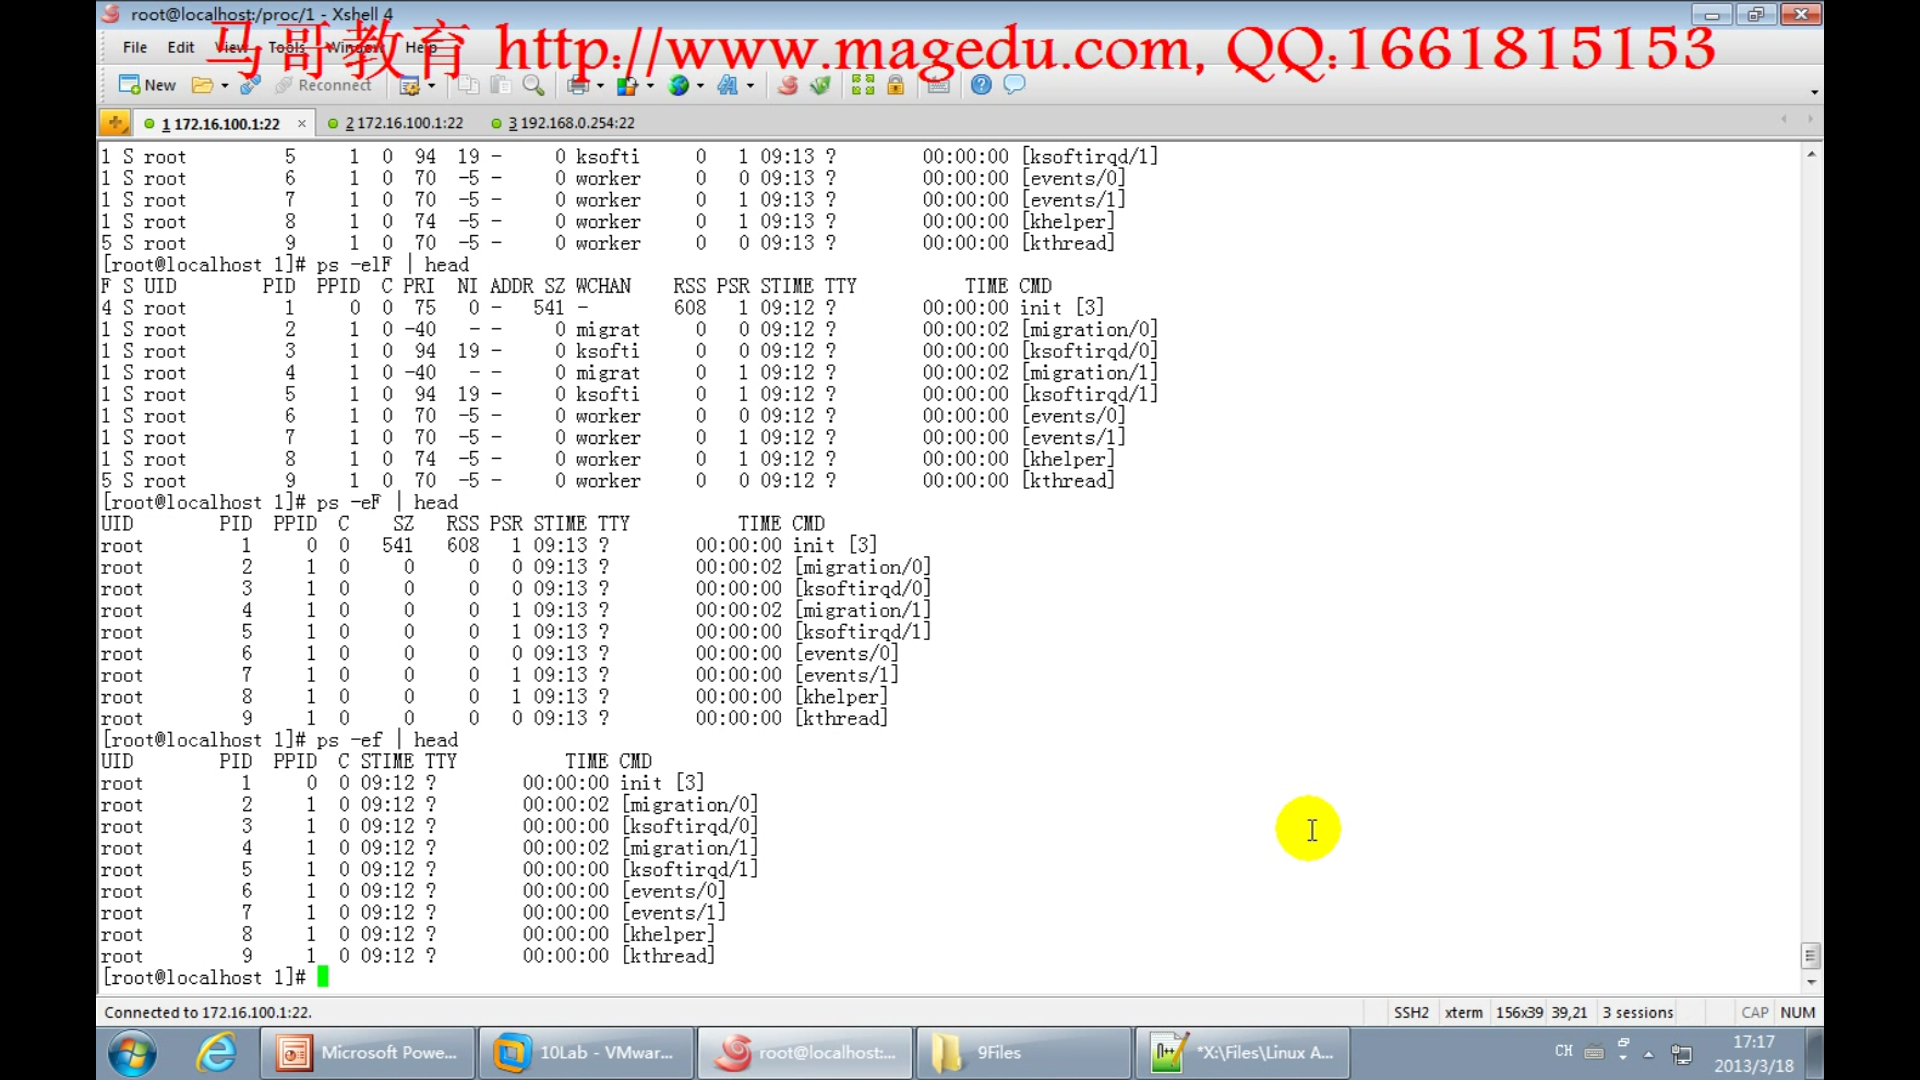 root@localhost:/proc/1 - Xshell 4
File Edit View Tools Window Help
马哥教育 http://www.magedu.com, QQ:1661815153
New Reconnect
1 172.16.100.1:22 × 2 172.16.100.1:22 3 192.168.0.254:22
1 S root 5 1 0 94 19 - 0 ksofti 0 1 09:13 ? 00:00:00 [ksoftirqd/1]
1 S root 6 1 0 70 -5 - 0 worker 0 0 09:13 ? 00:00:00 [events/0]
1 S root 7 1 0 70 -5 - 0 worker 0 1 09:13 ? 00:00:00 [events/1]
1 S root 8 1 0 74 -5 - 0 worker 0 1 09:13 ? 00:00:00 [khelper]
5 S root 9 1 0 70 -5 - 0 worker 0 0 09:13 ? 00:00:00 [kthread]
[root@localhost 1]# ps -elF | head
F S UID PID PPID C PRI NI ADDR SZ WCHAN RSS PSR STIME TTY TIME CMD
4 S root 1 0 0 75 0 - 541 - 608 1 09:12 ? 00:00:00 init [3]
1 S root 2 1 0 -40 - - 0 migrat 0 0 09:12 ? 00:00:02 [migration/0]
1 S root 3 1 0 94 19 - 0 ksofti 0 0 09:12 ? 00:00:00 [ksoftirqd/0]
1 S root 4 1 0 -40 - - 0 migrat 0 1 09:12 ? 00:00:02 [migration/1]
1 S root 5 1 0 94 19 - 0 ksofti 0 1 09:12 ? 00:00:00 [ksoftirqd/1]
1 S root 6 1 0 70 -5 - 0 worker 0 0 09:12 ? 00:00:00 [events/0]
1 S root 7 1 0 70 -5 - 0 worker 0 1 09:12 ? 00:00:00 [events/1]
1 S root 8 1 0 74 -5 - 0 worker 0 1 09:12 ? 00:00:00 [khelper]
5 S root 9 1 0 70 -5 - 0 worker 0 0 09:12 ? 00:00:00 [kthread]
[root@localhost 1]# ps -eF | head
UID PID PPID C SZ RSS PSR STIME TTY TIME CMD
root 1 0 0 541 608 1 09:13 ? 00:00:00 init [3]
root 2 1 0 0 0 0 09:13 ? 00:00:02 [migration/0]
root 3 1 0 0 0 0 09:13 ? 00:00:00 [ksoftirqd/0]
root 4 1 0 0 0 1 09:13 ? 00:00:02 [migration/1]
root 5 1 0 0 0 1 09:13 ? 00:00:00 [ksoftirqd/1]
root 6 1 0 0 0 0 09:13 ? 00:00:00 [events/0]
root 7 1 0 0 0 1 09:13 ? 00:00:00 [events/1]
root 8 1 0 0 0 1 09:13 ? 00:00:00 [khelper]
root 9 1 0 0 0 0 09:13 ? 00:00:00 [kthread]
[root@localhost 1]# ps -ef | head
UID PID PPID C STIME TTY TIME CMD
root 1 0 0 09:12 ? 00:00:00 init [3]
root 2 1 0 09:12 ? 00:00:02 [migration/0]
root 3 1 0 09:12 ? 00:00:00 [ksoftirqd/0]
root 4 1 0 09:12 ? 00:00:02 [migration/1]
root 5 1 0 09:12 ? 00:00:00 [ksoftirqd/1]
root 6 1 0 09:12 ? 00:00:00 [events/0]
root 7 1 0 09:12 ? 00:00:00 [events/1]
root 8 1 0 09:12 ? 00:00:00 [khelper]
root 9 1 0 09:12 ? 00:00:00 [kthread]
[root@localhost 1]#
Connected to 172.16.100.1:22. SSH2 xterm 156x39 39,21 3 sessions CAP NUM
Microsoft Powe... 10Lab - VMwar... root@localhost:... 9Files *X:\Files\Linux A... CH 17:17
2013/3/18